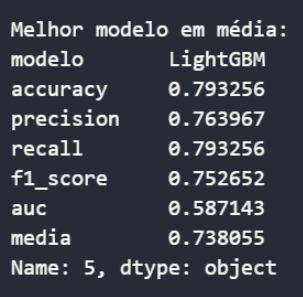 Melhor modelo em média:
modelo LightGBM
accuracy 0.793256
precision 0.763967
recall 0.793256
f1_score 0.752652
auc 0.587143
media 0.738055
Name: 5, dtype: object